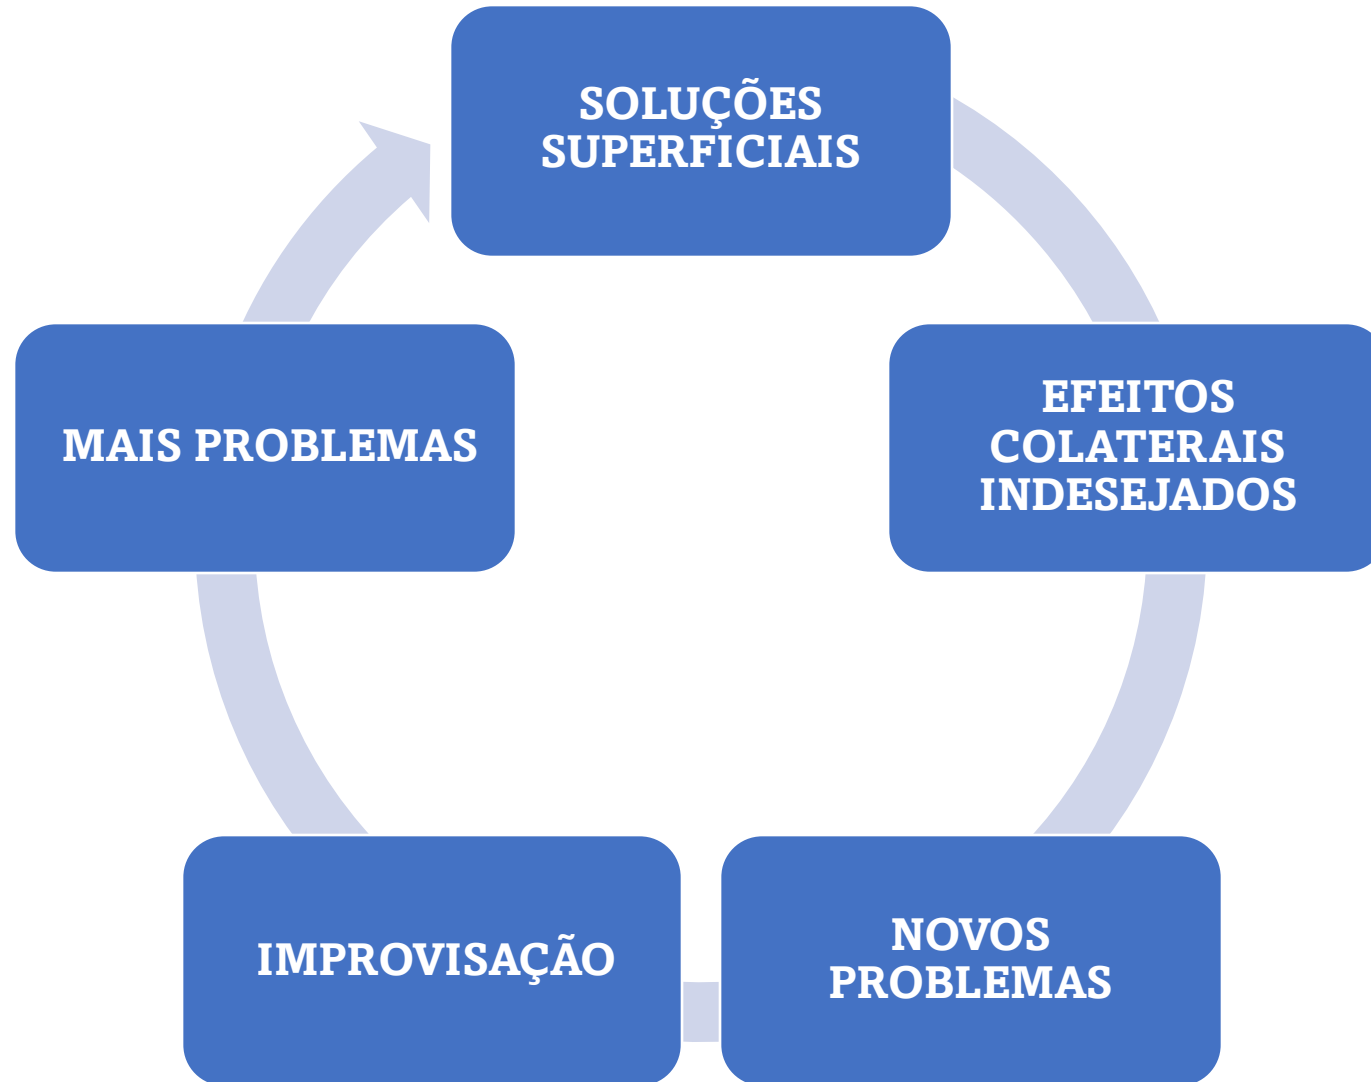 SOLUÇÕES
SUPERFICIAIS
EFEITOS
COLATERAIS
INDESEJADOS
NOVOS
PROBLEMAS
IMPROVISAÇÃO
MAIS PROBLEMAS